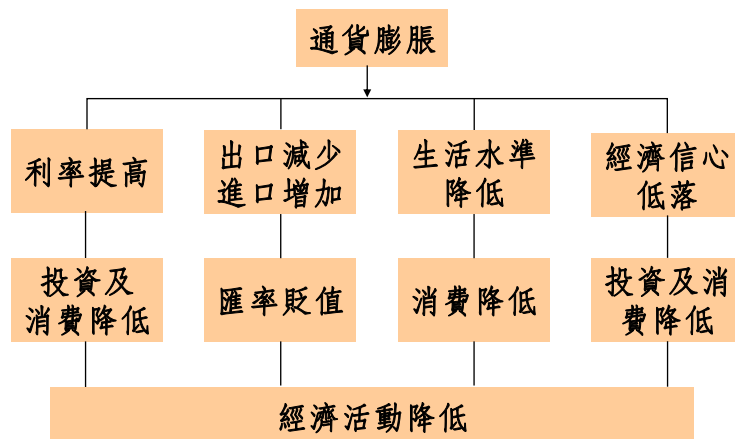 通貨膨脹
利率提高
出口減少
進口增加
生活水準
降低
經濟信心
低落
投資及
消費降低
匯率貶值
消費降低
投資及消
費降低
經濟活動降低